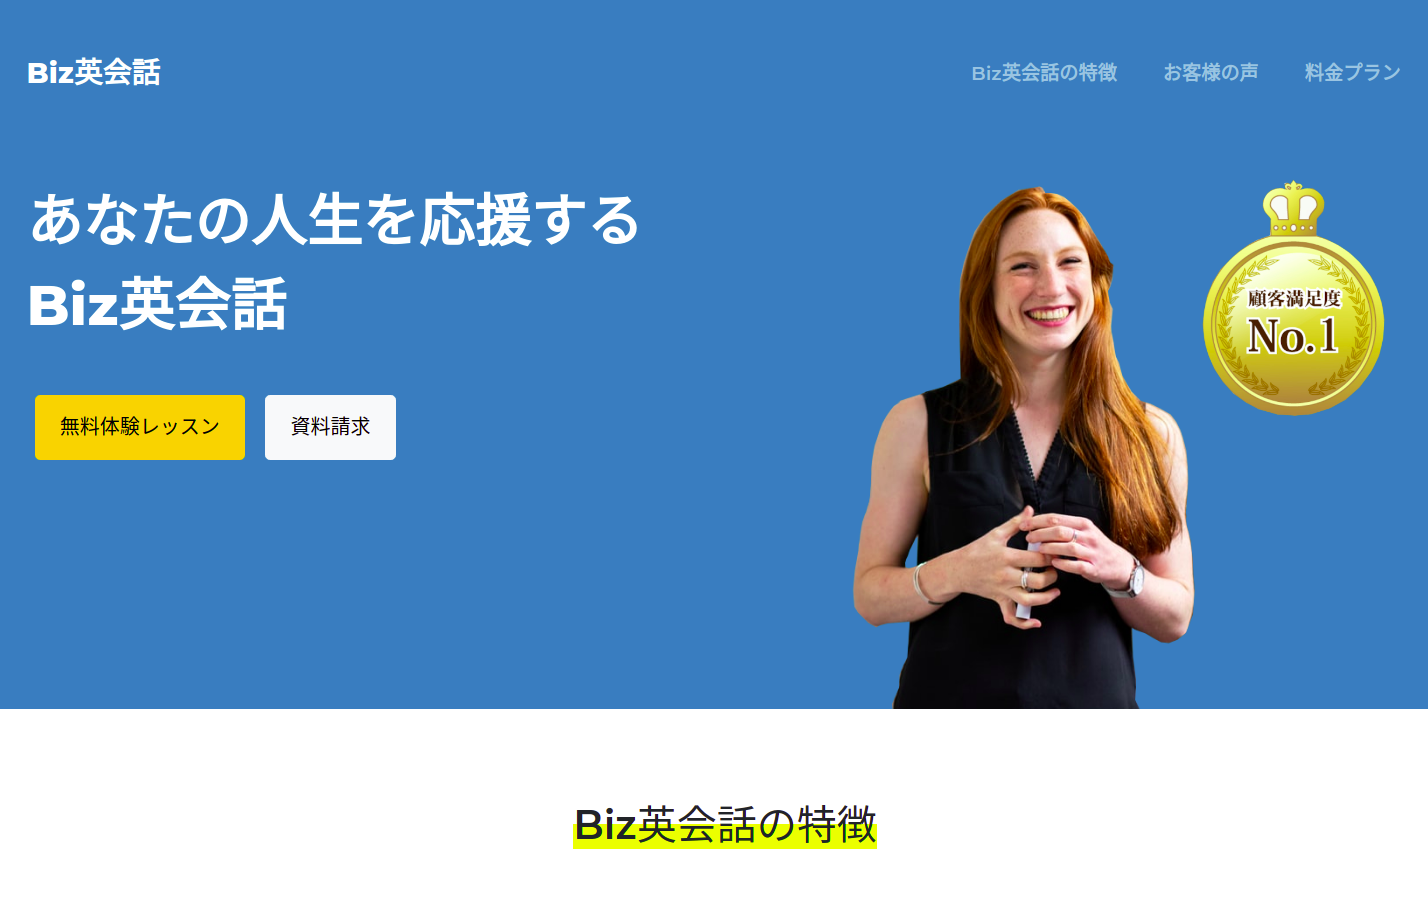 Biz英会話
Biz英会話の特徴 お客様の声 料金プラン
あなたの人生を応援する
Biz英会話
顧客満足度
No.1
無料体験レッスン 資料請求
Biz英会話の特徴